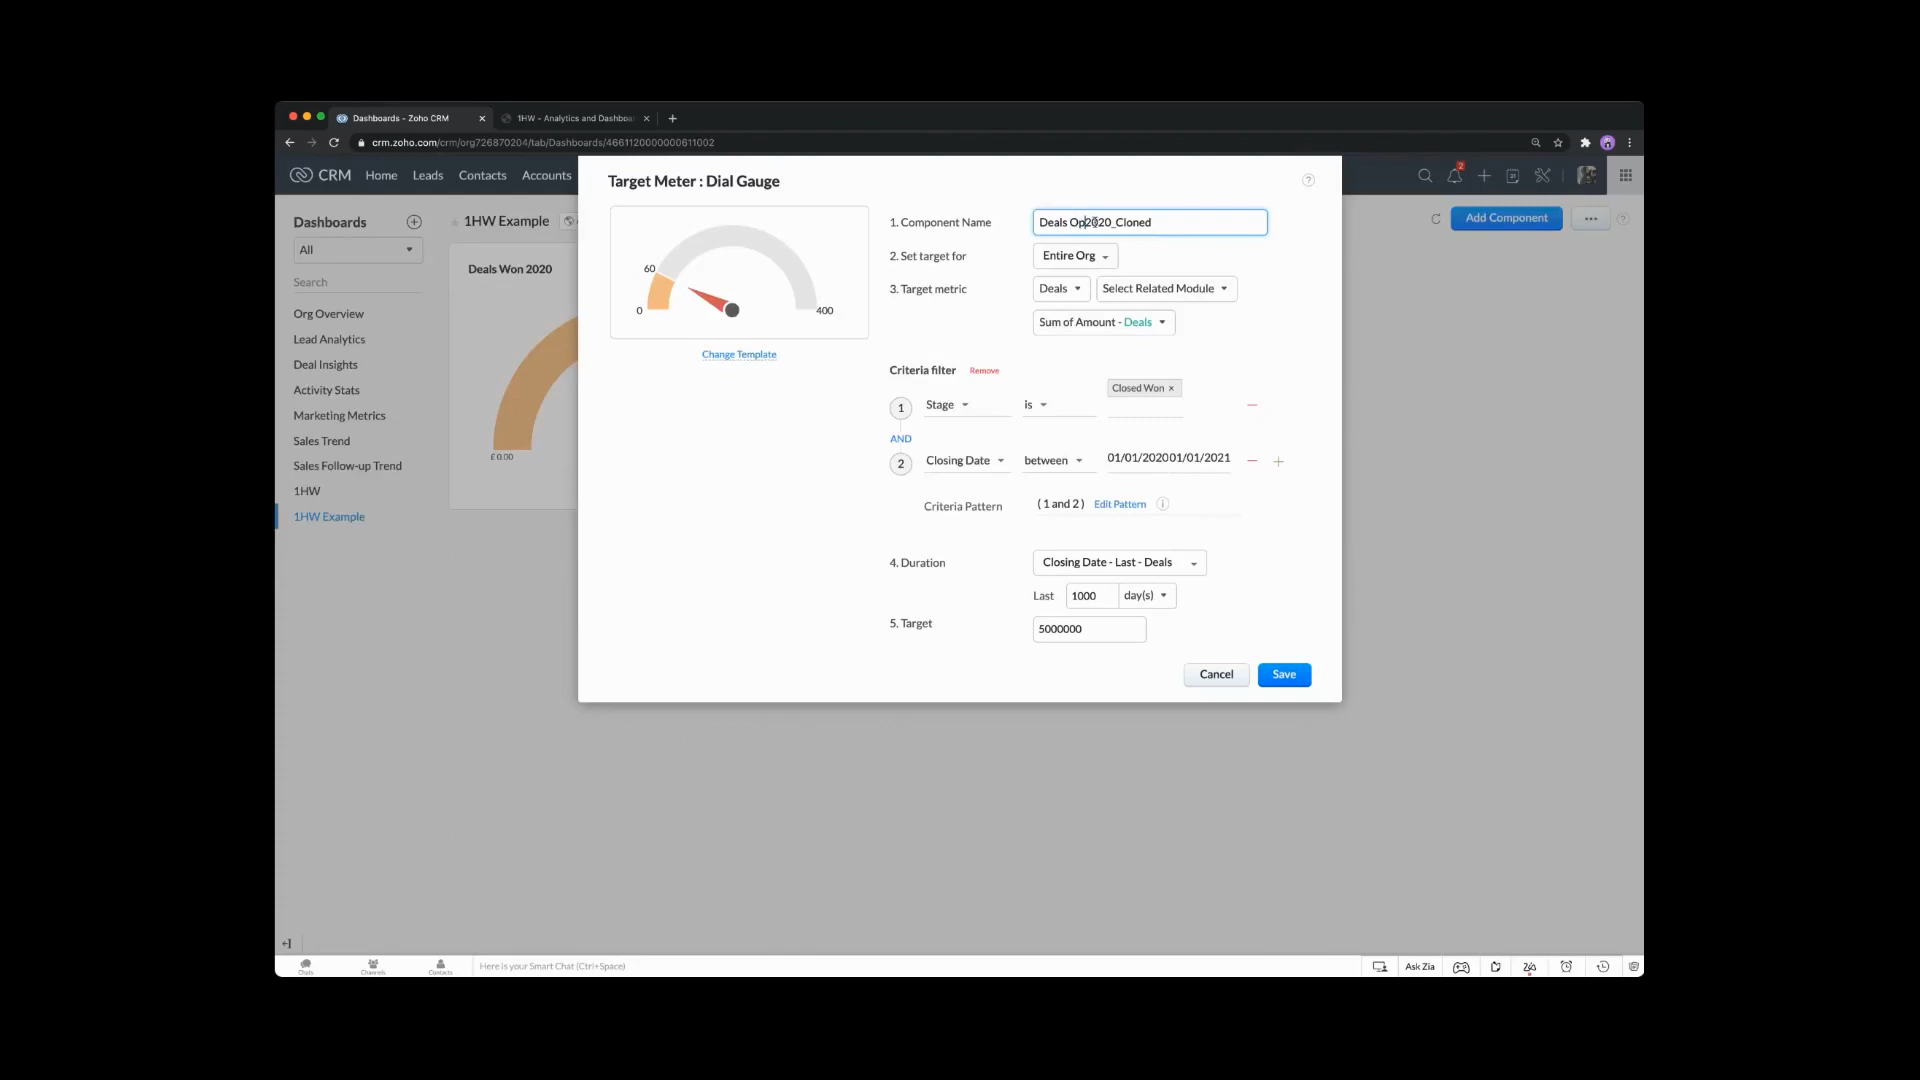 Dashboards - Zoho CRM
1HW - Analytics and Dashboa
crm.zoho.com/crm/org726870204/tab/Dashboards/4661120000000611002
CRM Home Leads Contacts Accounts
2
Dashboards
All
Search
Org Overview
Lead Analytics
Deal Insights
Activity Stats
Marketing Metrics
Sales Trend
Sales Follow-up Trend
1HW
1HW Example
1HW Example
Add Component
Deals Won 2020
£ 0.00
Target Meter : Dial Gauge
0
60
400
Change Template
1. Component Name
Deals Op2020_Cloned
2. Set target for
Entire Org
3. Target metric
Deals
Select Related Module
Sum of Amount - Deals
Criteria filter Remove
1 Stage is Closed Won ×
AND
2 Closing Date between 01/01/202001/01/2021
Criteria Pattern ( 1 and 2 ) Edit Pattern
4. Duration
Closing Date - Last - Deals
Last 1000 day(s)
5. Target
5000000
Cancel Save
Chats Channels Contacts
Here is your Smart Chat (Ctrl+Space)
Ask Zia